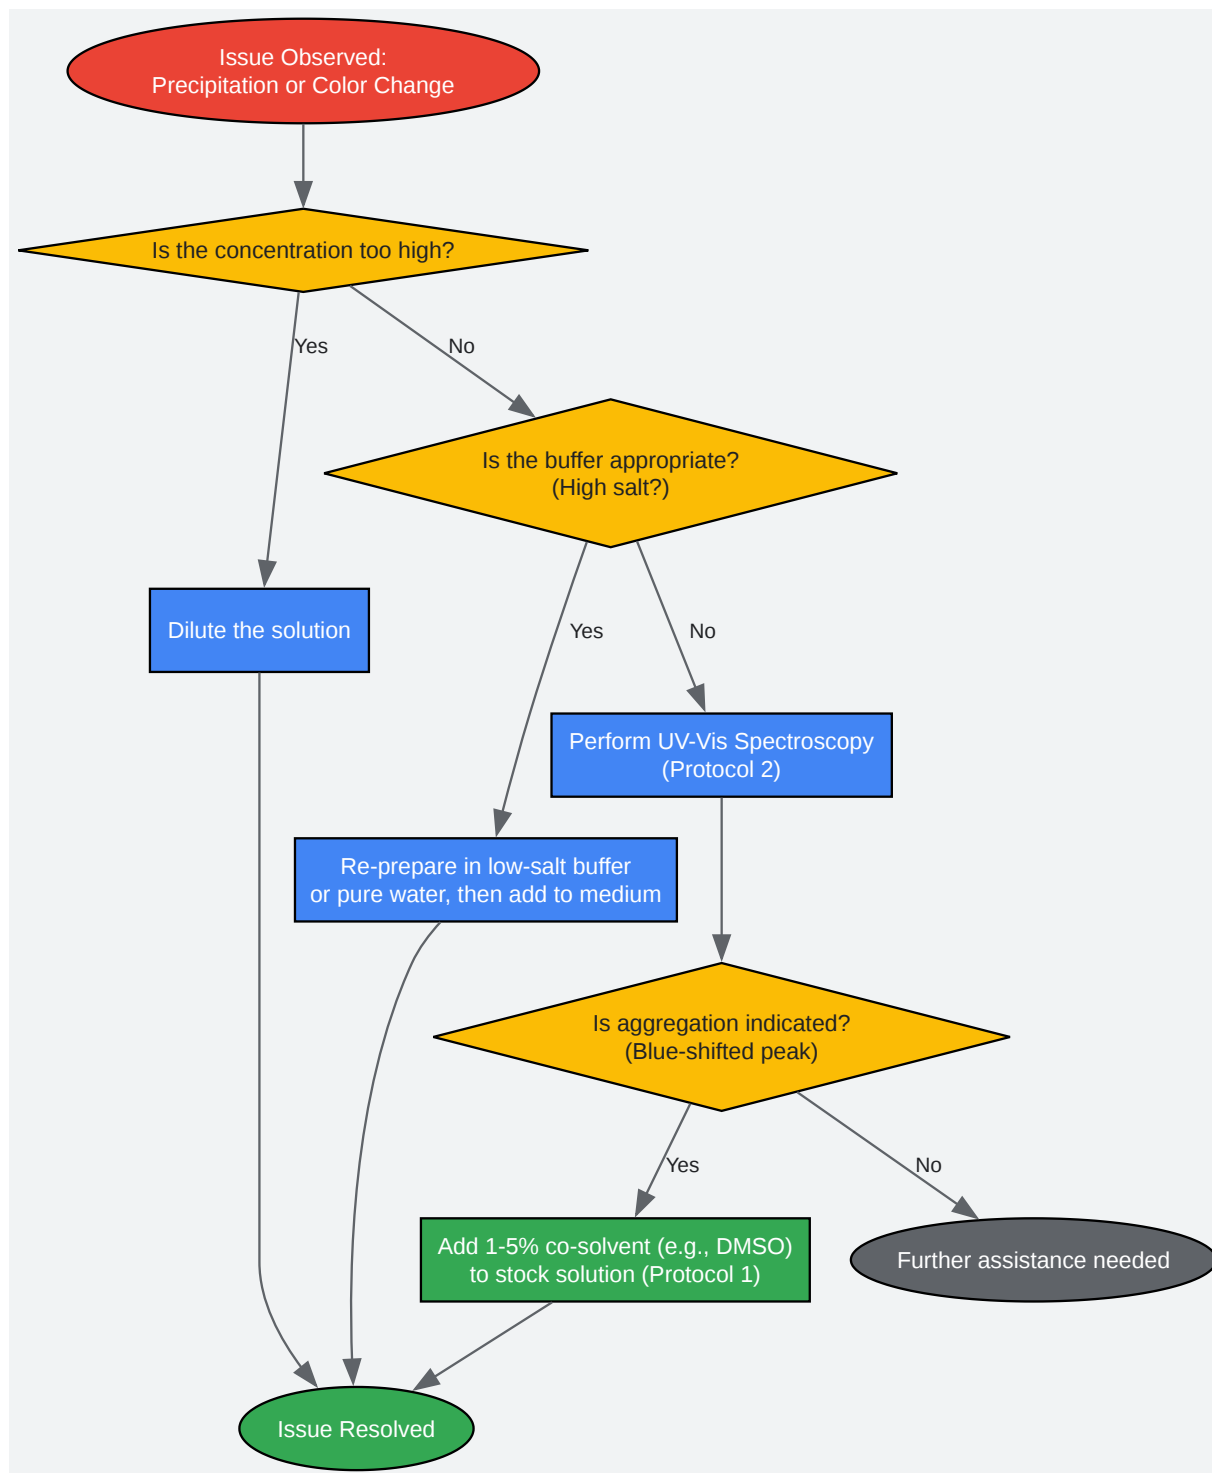 Issue Observed:
Precipitation or Color Change
Is the concentration too high?
Yes
No
Is the buffer appropriate?
(High salt?)
Dilute the solution
Yes
No
Perform UV-Vis Spectroscopy
(Protocol 2)
Re-prepare in low-salt buffer
or pure water, then add to medium
Is aggregation indicated?
(Blue-shifted peak)
Yes
No
Add 1-5% co-solvent (e.g., DMSO)
to stock solution (Protocol 1)
Further assistance needed
Issue Resolved